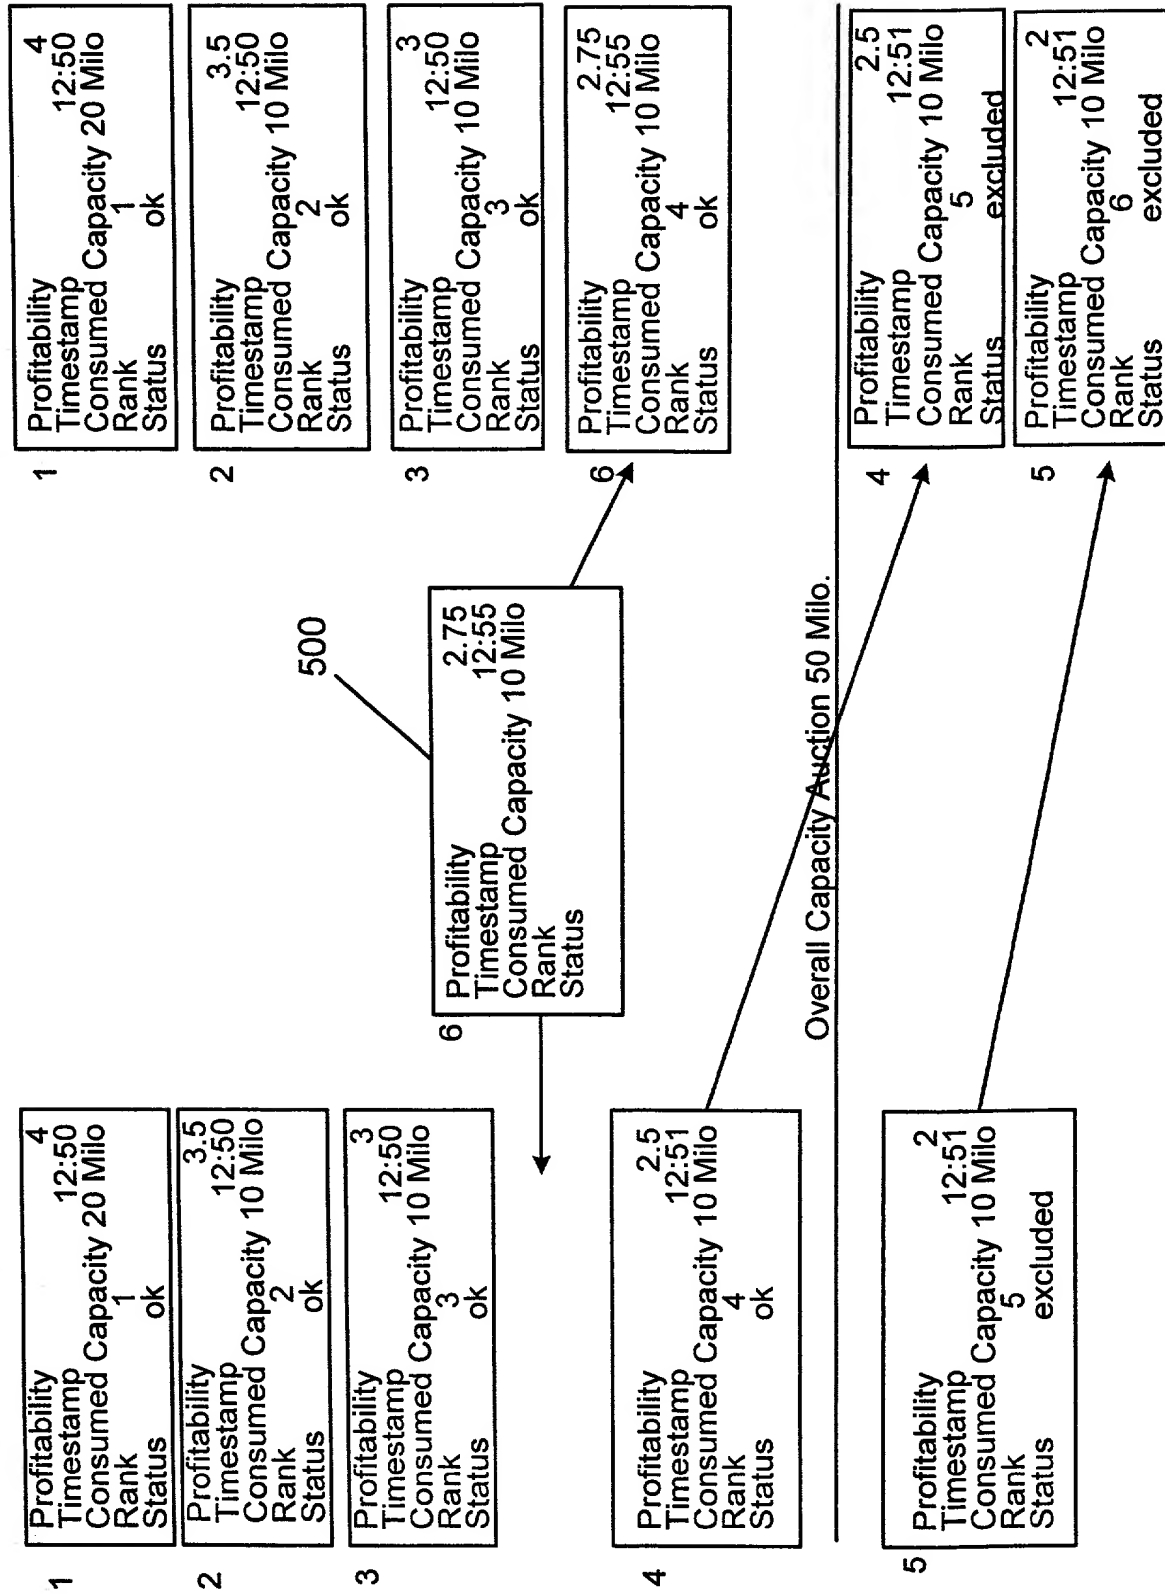 1
Profitability 4
Timestamp 12:50
Consumed Capacity 20 Milo
Rank 1
Status ok
2
Profitability 3.5
Timestamp 12:50
Consumed Capacity 10 Milo
Rank 2
Status ok
3
Profitability 3
Timestamp 12:50
Consumed Capacity 10 Milo
Rank 3
Status ok
4
Profitability 2.5
Timestamp 12:51
Consumed Capacity 10 Milo
Rank 4
Status ok
5
Profitability 2
Timestamp 12:51
Consumed Capacity 10 Milo
Rank 5
Status excluded
500
6
Profitability 2.75
Timestamp 12:55
Consumed Capacity 10 Milo
Rank
Status
Overall Capacity Auction 50 Milo.
1
Profitability 4
Timestamp 12:50
Consumed Capacity 20 Milo
Rank 1
Status ok
2
Profitability 3.5
Timestamp 12:50
Consumed Capacity 10 Milo
Rank 2
Status ok
3
Profitability 3
Timestamp 12:50
Consumed Capacity 10 Milo
Rank 3
Status ok
6
Profitability 2.75
Timestamp 12:55
Consumed Capacity 10 Milo
Rank 4
Status ok
4
Profitability 2.5
Timestamp 12:51
Consumed Capacity 10 Milo
Rank 5
Status excluded
5
Profitability 2
Timestamp 12:51
Consumed Capacity 10 Milo
Rank 6
Status excluded